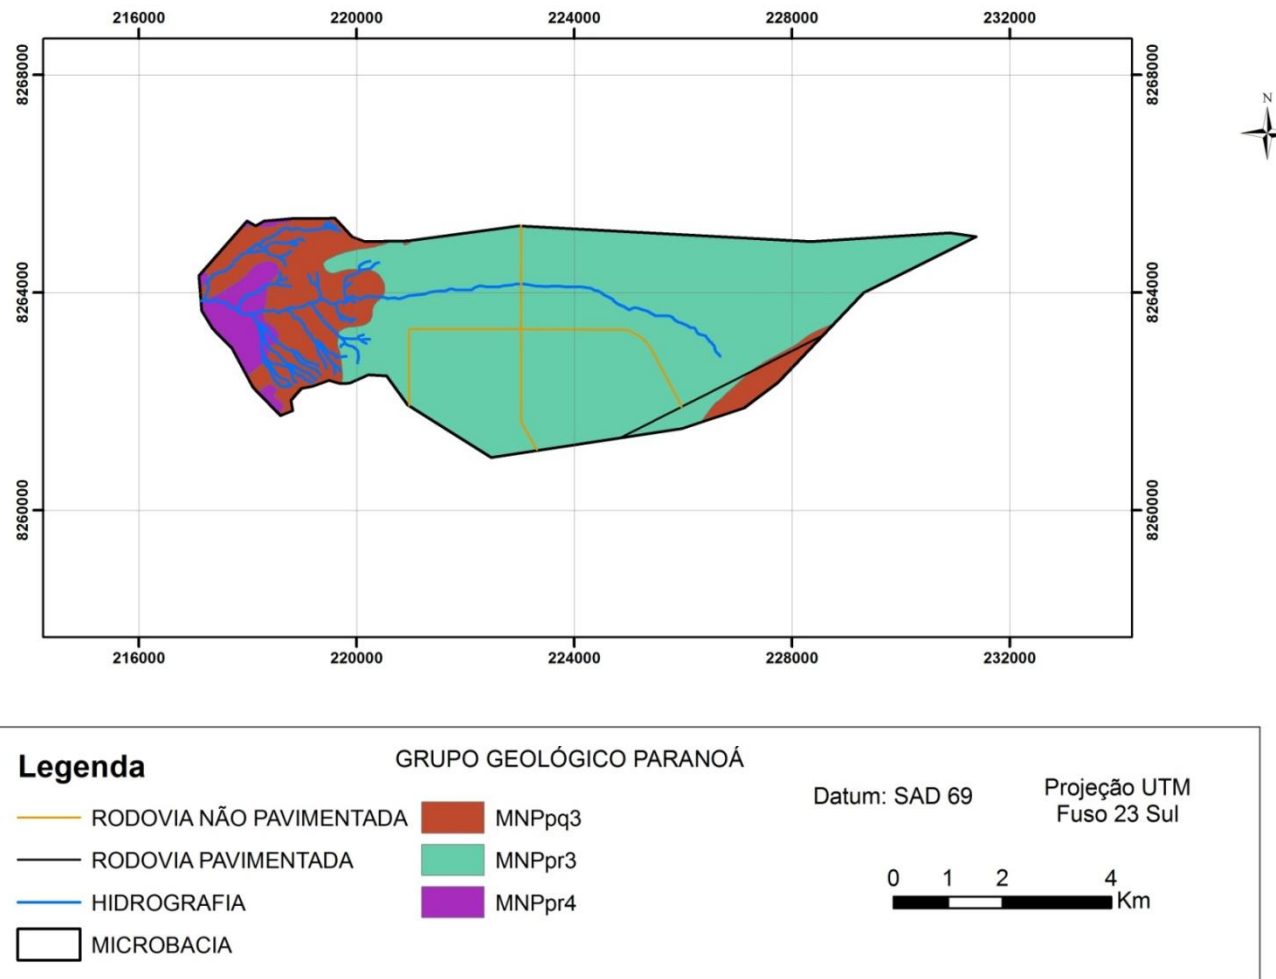 216000 220000 224000 228000 232000
N
8268000 8268000
8264000 8264000
8260000 8260000
216000 220000 224000 228000 232000
Legenda
RODOVIA NÃO PAVIMENTADA
RODOVIA PAVIMENTADA
HIDROGRAFIA
MICROBACIA
GRUPO GEOLÓGICO PARANOÁ
MNPpq3
MNPpr3
MNPpr4
Datum: SAD 69
Projeção UTM
Fuso 23 Sul
0 1 2 4
Km